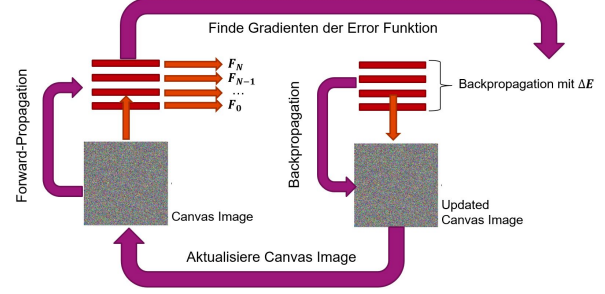 Finde Gradienten der Error Funktion
Forward-Propagation
F_N
F_{N−1}
…
F_0
Canvas Image
Backpropagation
Backpropagation mit ΔE
Updated
Canvas Image
Aktualisiere Canvas Image